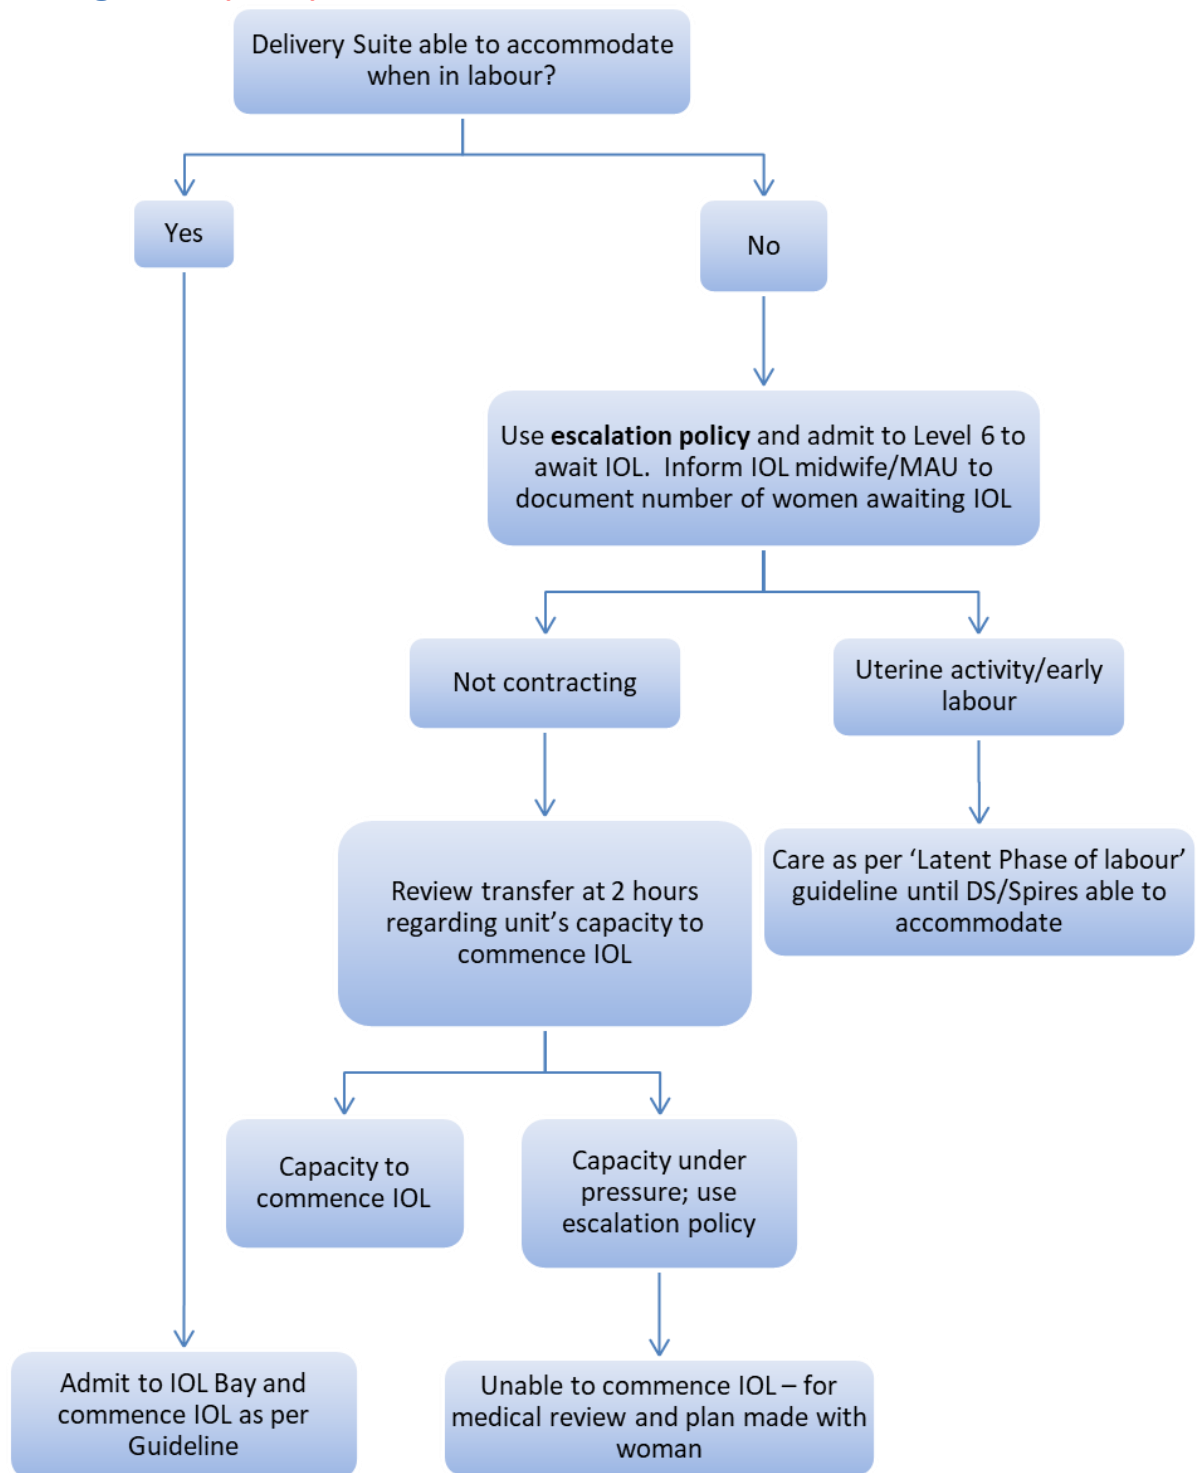 Delivery Suite able to accommodate
when in labour?
Yes
No
Use escalation policy and admit to Level 6 to
await IOL.  Inform IOL midwife/MAU to
document number of women awaiting IOL
Not contracting
Uterine activity/early
labour
Review transfer at 2 hours
regarding unit’s capacity to
commence IOL
Care as per ‘Latent Phase of labour’
guideline until DS/Spires able to
accommodate
Capacity to
commence IOL
Capacity under
pressure; use
escalation policy
Admit to IOL Bay and
commence IOL as per
Guideline
Unable to commence IOL – for
medical review and plan made with
woman